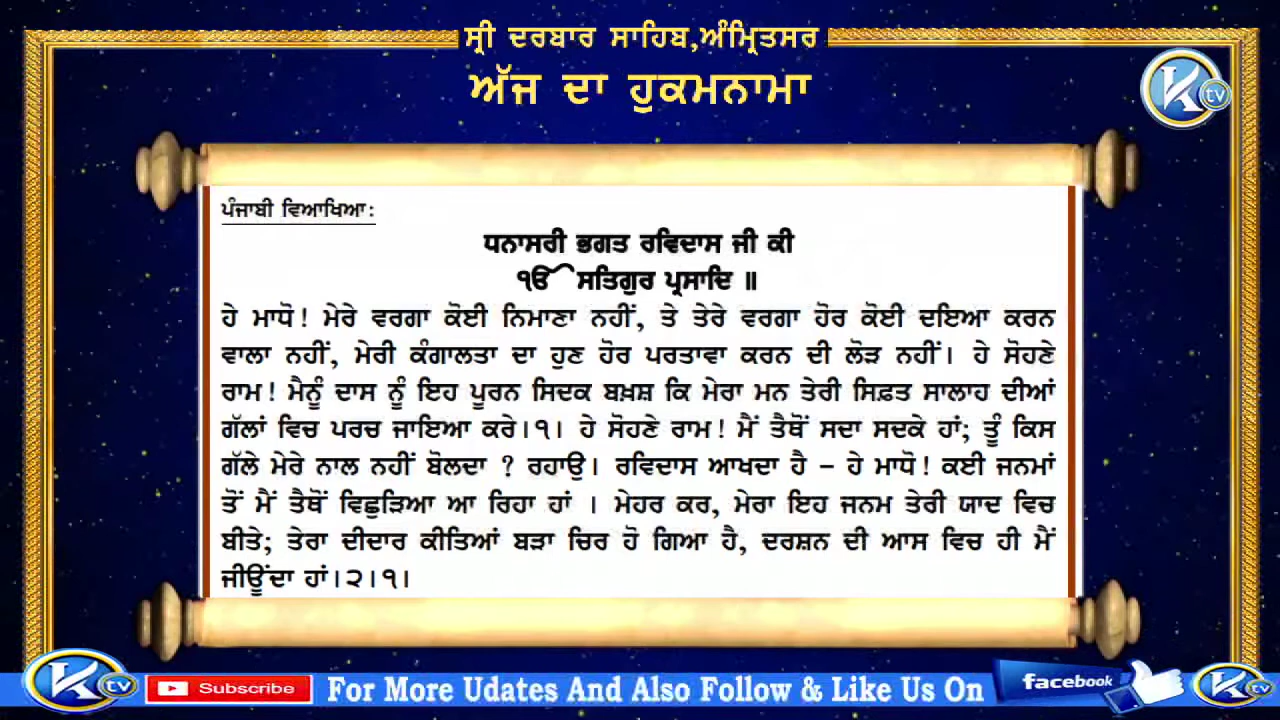 ਸ੍ਰੀ ਦਰਬਾਰ ਸਾਹਿਬ,ਅੰਮ੍ਰਿਤਸਰ
ਅੱਜ ਦਾ ਹੁਕਮਨਾਮਾ
K tv
ਪੰਜਾਬੀ ਵਿਆਖਿਆ:
ਧਨਾਸਰੀ ਭਗਤ ਰਵਿਦਾਸ ਜੀ ਕੀ
ੴ ਸਤਿਗੁਰ ਪ੍ਰਸਾਦਿ ॥
ਹੇ ਮਾਧੋ! ਮੇਰੇ ਵਰਗਾ ਕੋਈ ਨਿਮਾਣਾ ਨਹੀਂ, ਤੇ ਤੇਰੇ ਵਰਗਾ ਹੋਰ ਕੋਈ ਦਇਆ ਕਰਨ
ਵਾਲਾ ਨਹੀਂ, ਮੇਰੀ ਕੰਗਾਲਤਾ ਦਾ ਹੁਣ ਹੋਰ ਪਰਤਾਵਾ ਕਰਨ ਦੀ ਲੋੜ ਨਹੀਂ। ਹੇ ਸੋਹਣੇ
ਰਾਮ! ਮੈਨੂੰ ਦਾਸ ਨੂੰ ਇਹ ਪੂਰਨ ਸਿਦਕ ਬਖ਼ਸ਼ ਕਿ ਮੇਰਾ ਮਨ ਤੇਰੀ ਸਿਫ਼ਤ ਸਾਲਾਹ ਦੀਆਂ
ਗੱਲਾਂ ਵਿਚ ਪਰਚ ਜਾਇਆ ਕਰੇ।੧। ਹੇ ਸੋਹਣੇ ਰਾਮ! ਮੈਂ ਤੈਥੋਂ ਸਦਾ ਸਦਕੇ ਹਾਂ; ਤੂੰ ਕਿਸ
ਗੱਲੇ ਮੇਰੇ ਨਾਲ ਨਹੀਂ ਬੋਲਦਾ ? ਰਹਾਉ। ਰਵਿਦਾਸ ਆਖਦਾ ਹੈ – ਹੇ ਮਾਧੋ! ਕਈ ਜਨਮਾਂ
ਤੋਂ ਮੈਂ ਤੈਥੋਂ ਵਿਛੁੜਿਆ ਆ ਰਿਹਾ ਹਾਂ । ਮੇਹਰ ਕਰ, ਮੇਰਾ ਇਹ ਜਨਮ ਤੇਰੀ ਯਾਦ ਵਿਚ
ਬੀਤੇ; ਤੇਰਾ ਦੀਦਾਰ ਕੀਤਿਆਂ ਬੜਾ ਚਿਰ ਹੋ ਗਿਆ ਹੈ, ਦਰਸ਼ਨ ਦੀ ਆਸ ਵਿਚ ਹੀ ਮੈਂ
ਜੀਊਂਦਾ ਹਾਂ।੨।੧।
K tv Subscribe For More Udates And Also Follow & Like Us On facebook K tv